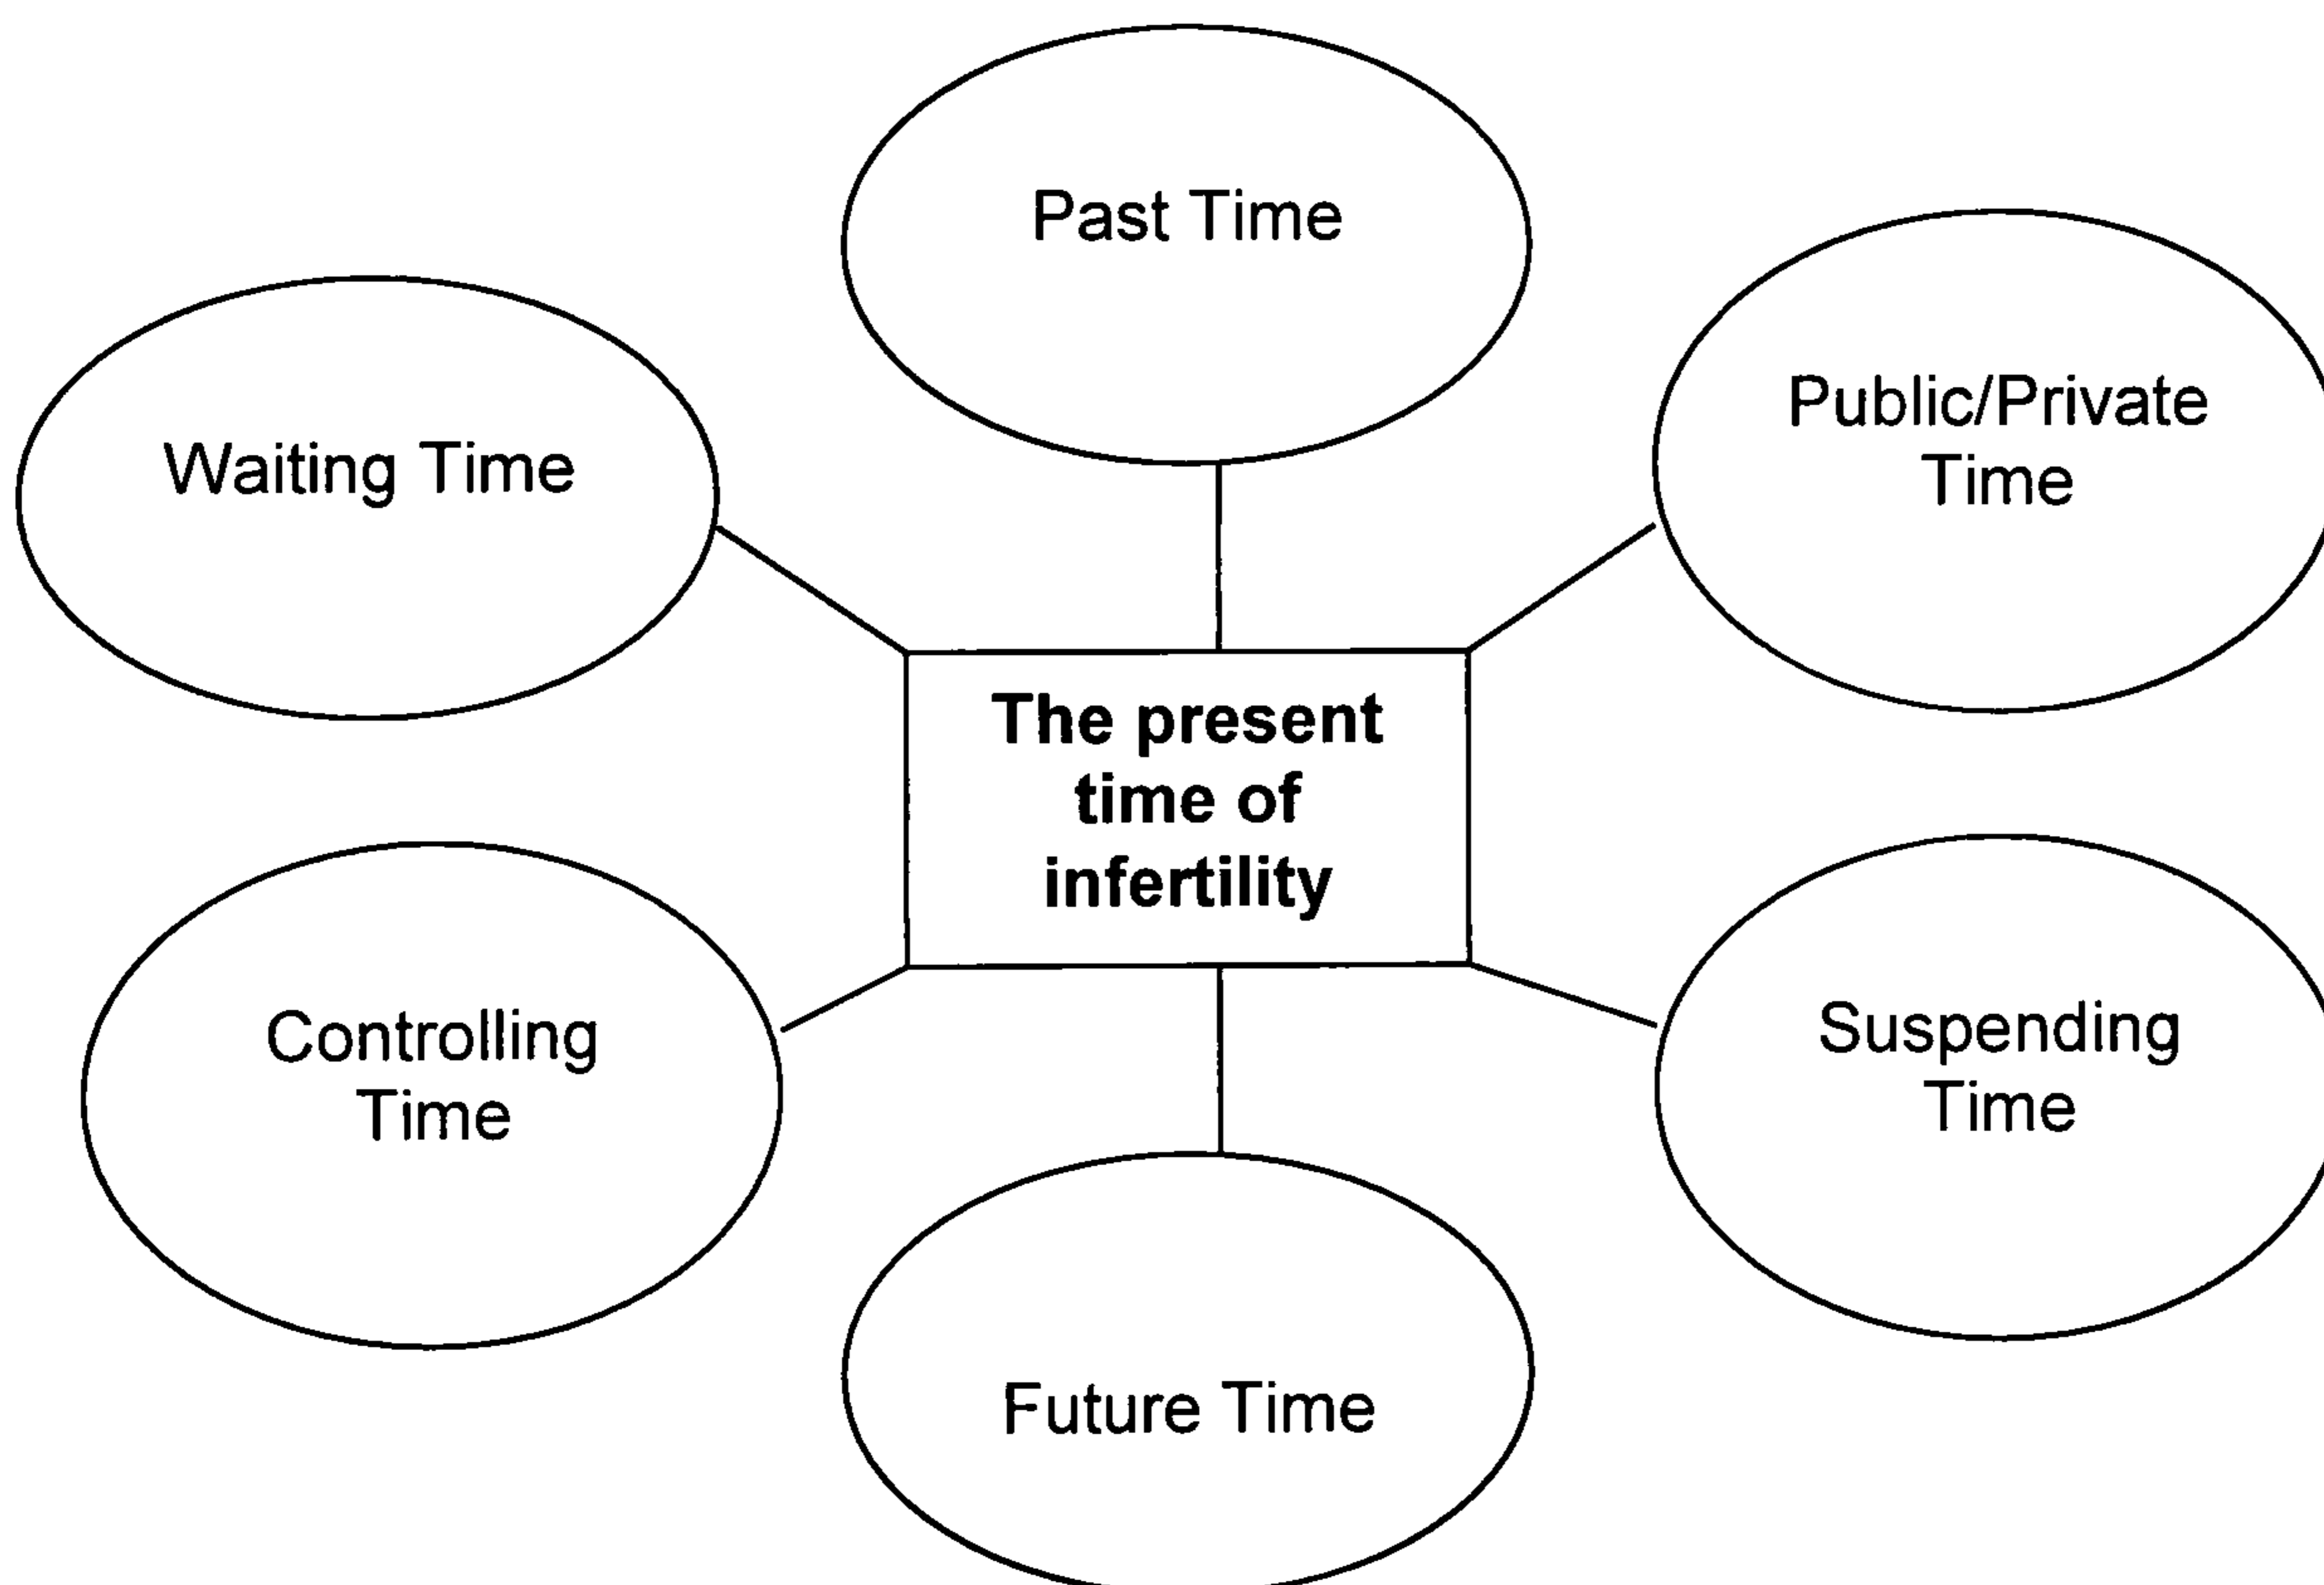 Past Time
Public/Private
Time
Waiting Time
The present
time of
infertility
Controlling
Time
Suspending
Time
Future Time